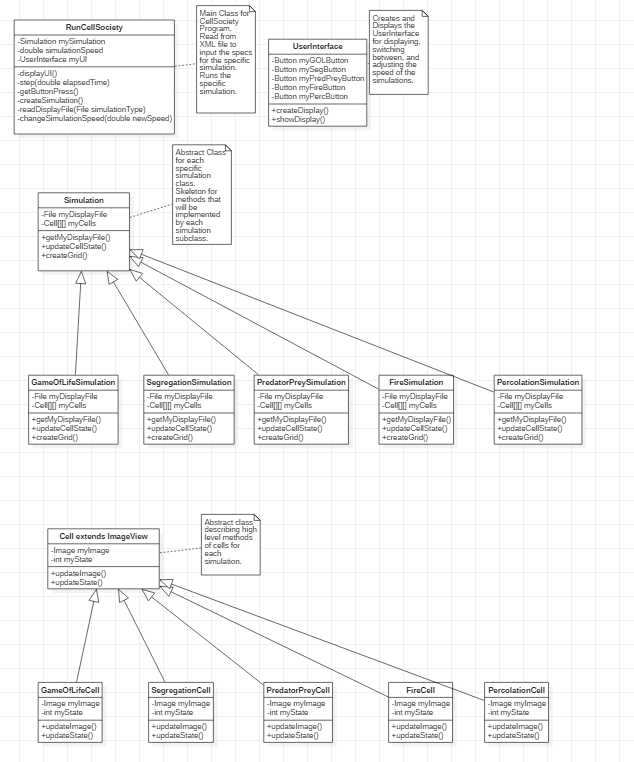 RunCellSociety
-Simulation mySimulation
-double simulationSpeed
-UserInterface myUI
-displayUI()
-step(double elapsedTime)
-getButtonPress()
-createSimulation()
-readDisplayFile(File simulationType)
-changeSimulationSpeed(double newSpeed)
Main Class for
CellSociety
Program.
Read from
XML file to
input the specs
for the specific
simulation.
Runs the
specific
simulation.
UserInterface
-Button myGOLButton
-Button mySegButton
-Button myPredPreyButton
-Button myFireButton
-Button myPercButton
+createDisplay()
+showDisplay()
Creates and
Displays the
UserInterface
for displaying,
switching
between, and
adjusting the
speed of the
simulations.
Simulation
-File myDisplayFile
-Cell[][] myCells
+getMyDisplayFile()
+updateCellState()
+createGrid()
Abstract Class
for each
specific
simulation
class.
Skeleton for
methods that
will be
implemented
by each
simulation
subclass.
GameOfLifeSimulation
-File myDisplayFile
-Cell[][] myCells
+getMyDisplayFile()
+updateCellState()
+createGrid()
SegregationSimulation
-File myDisplayFile
-Cell[][] myCells
+getMyDisplayFile()
+updateCellState()
+createGrid()
PredatorPreySimulation
-File myDisplayFile
-Cell[][] myCells
+getMyDisplayFile()
+updateCellState()
+createGrid()
FireSimulation
-File myDisplayFile
-Cell[][] myCells
+getMyDisplayFile()
+updateCellState()
+createGrid()
PercolationSimulation
-File myDisplayFile
-Cell[][] myCells
+getMyDisplayFile()
+updateCellState()
+createGrid()
Cell extends ImageView
-Image myImage
-int myState
+updateImage()
+updateState()
Abstract class
describing high
level methods
of cells for
each
simulation.
GameOfLifeCell
-Image myImage
-int myState
+updateImage()
+updateState()
SegregationCell
-Image myImage
-int myState
+updateImage()
+updateState()
PredatorPreyCell
-Image myImage
-int myState
+updateImage()
+updateState()
FireCell
-Image myImage
-int myState
+updateImage()
+updateState()
PercolationCell
-Image myImage
-int myState
+updateImage()
+updateState()